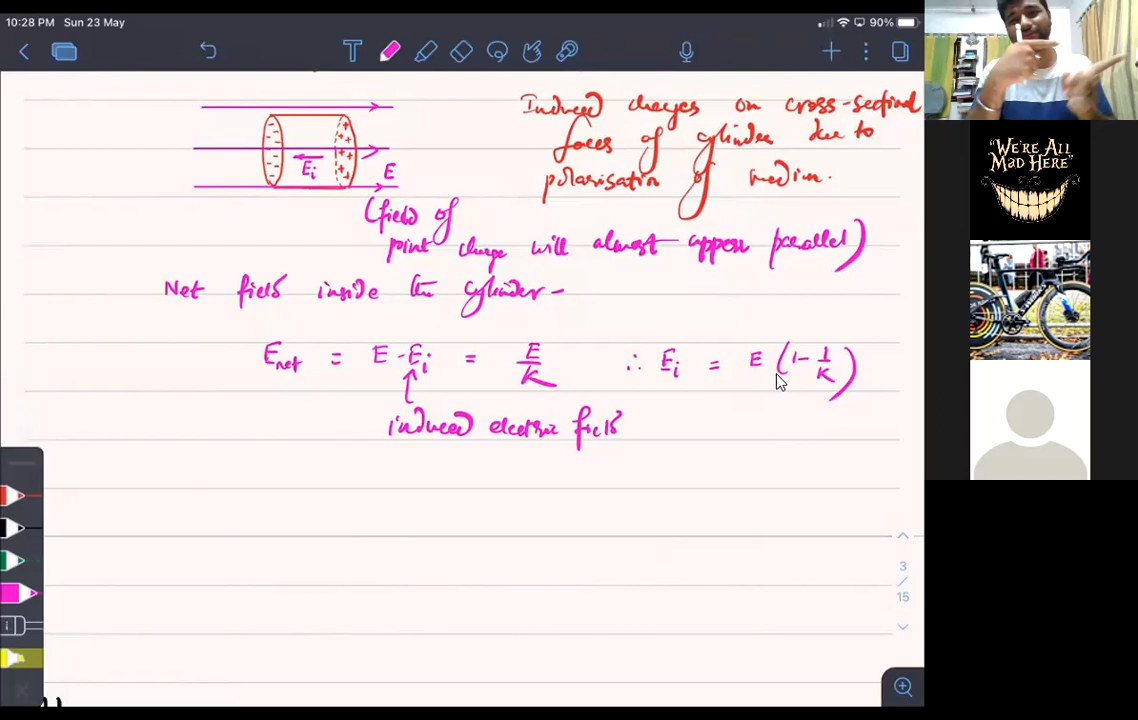 10:28 PM Sun 23 May
90%
T
Induced charges on cross-sectional
faces of cylinder due to
polarisation of medium.
- - - - - + + + + +
Ei
E
(field of
point charge will almost appear parallel)
Net field inside the cylinder -
Enet = E - Ei = E/K ∴ Ei = E (1 - 1/K)
induced electric field
3
/
15
"WE'RE ALL
MAD HERE"